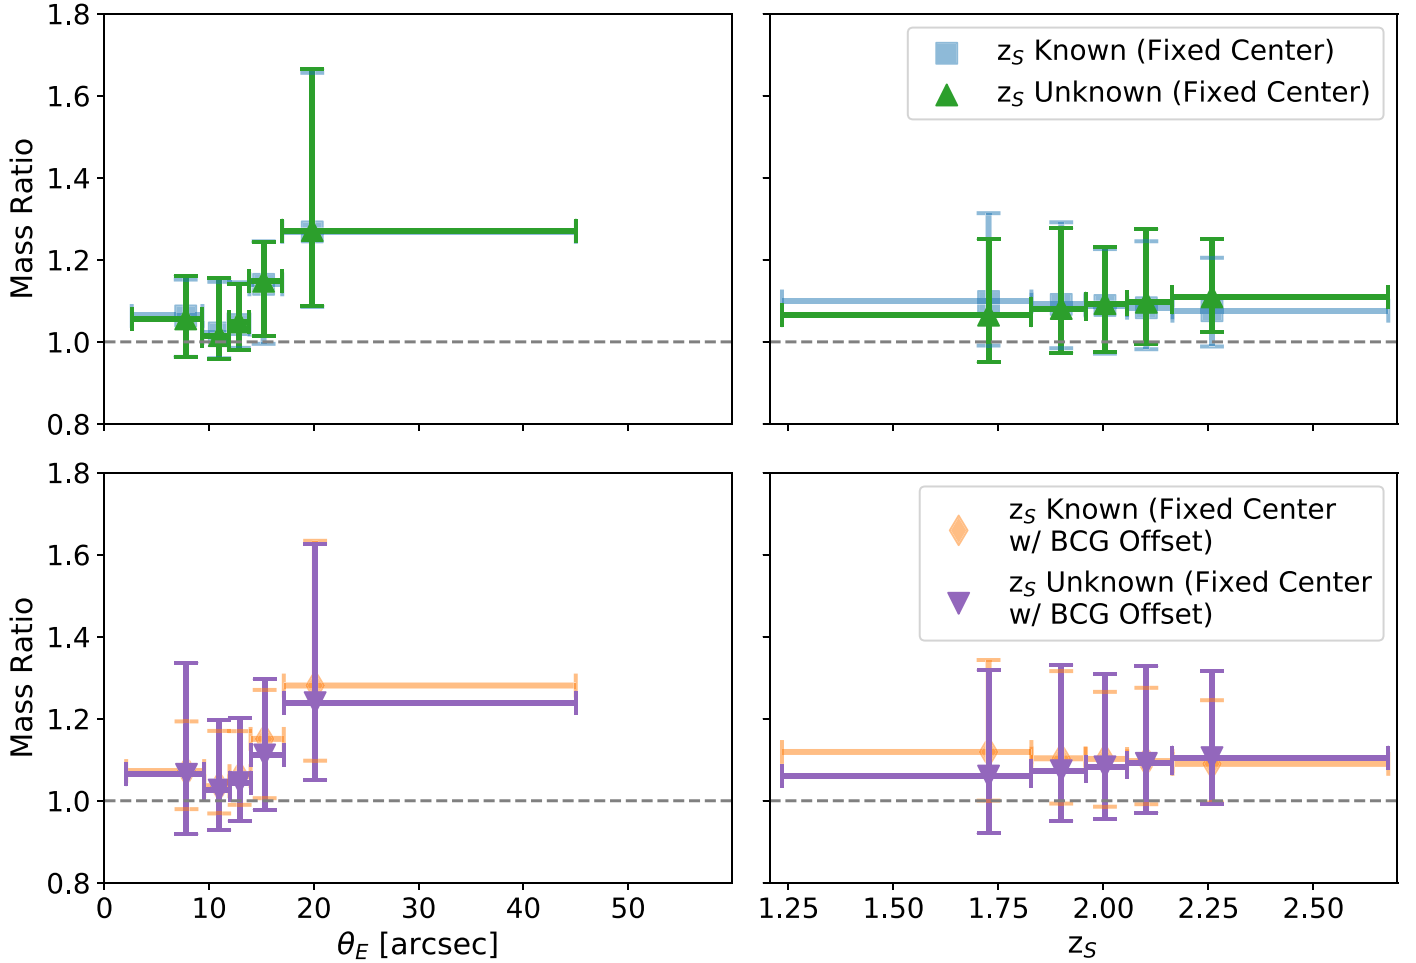 1.8
1.6
1.4
1.2
1.0
0.8
Mass Ratio
z_S Known (Fixed Center)
z_S Unknown (Fixed Center)
1.8
1.6
1.4
1.2
1.0
0.8
Mass Ratio
z_S Known (Fixed Center
w/ BCG Offset)
z_S Unknown (Fixed Center
w/ BCG Offset)
0 10 20 30 40 50
θ_E [arcsec]
1.25 1.50 1.75 2.00 2.25 2.50
z_S